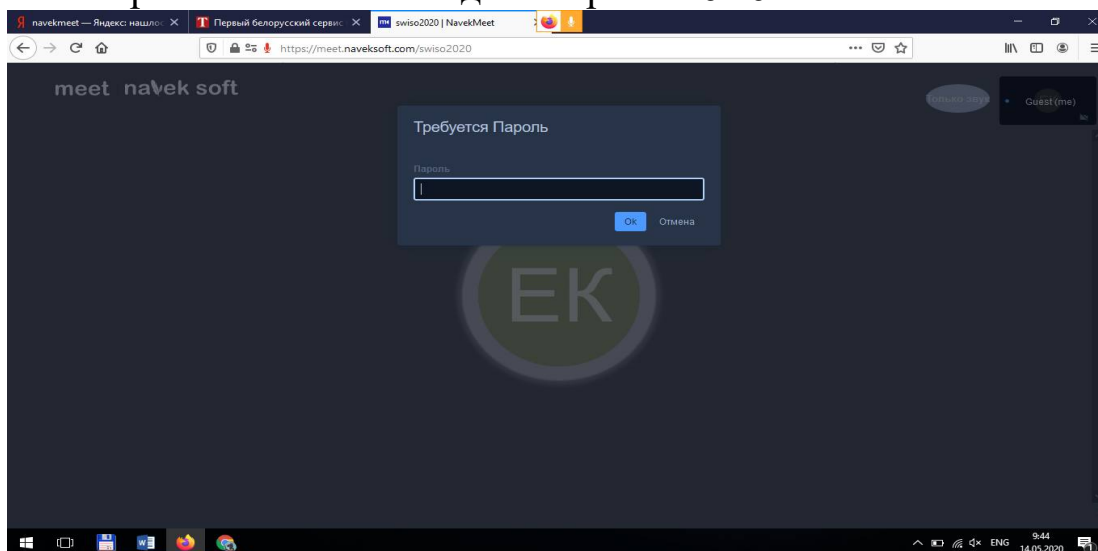 navekmeet — Яндекс: нашлос
Первый белорусский сервис
swiso2020 | NavekMeet
https://meet.naveksoft.com/swiso2020
meet navek soft
Только звук
Guest (me)
Требуется Пароль
Пароль
Ok
Отмена
EK
ENG
9:44
14.05.2020